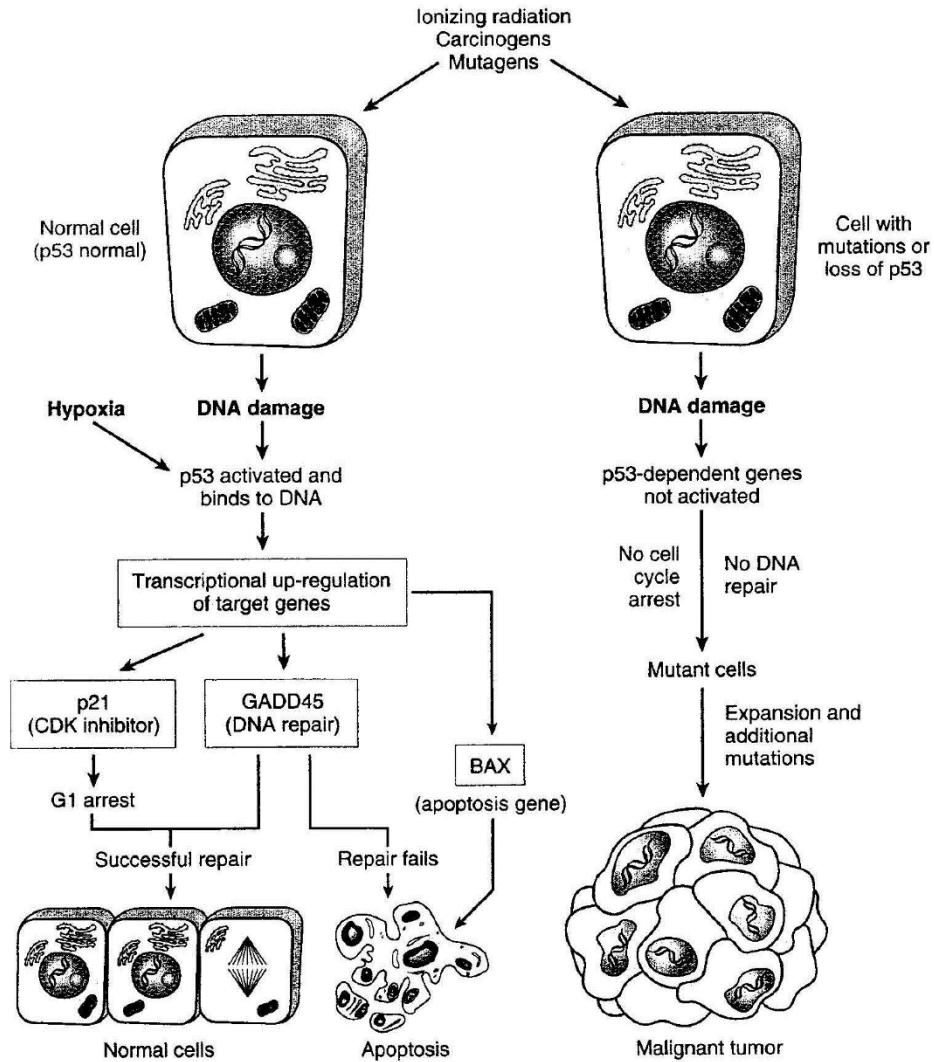 Ionizing radiation
Carcinogens
Mutagens
Normal cell
(p53 normal)
Cell with
mutations or
loss of p53
Hypoxia
DNA damage
DNA damage
p53 activated and
binds to DNA
p53-dependent genes
not activated
Transcriptional up-regulation
of target genes
No cell
cycle
arrest
No DNA
repair
p21
(CDK inhibitor)
GADD45
(DNA repair)
Mutant cells
BAX
(apoptosis gene)
Expansion and
additional
mutations
G1 arrest
Successful repair
Repair fails
Normal cells
Apoptosis
Malignant tumor